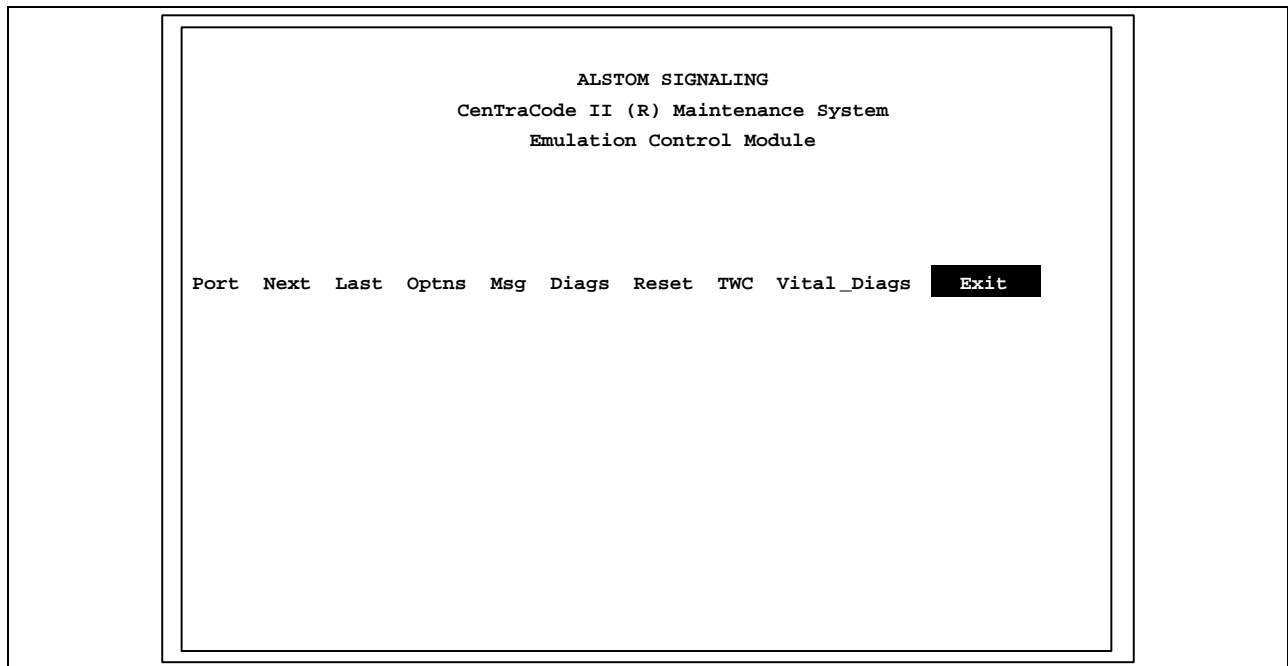 ALSTOM SIGNALING
CenTraCode II (R) Maintenance System
Emulation Control Module
Port Next Last Optns Msg Diags Reset TWC Vital_Diags Exit